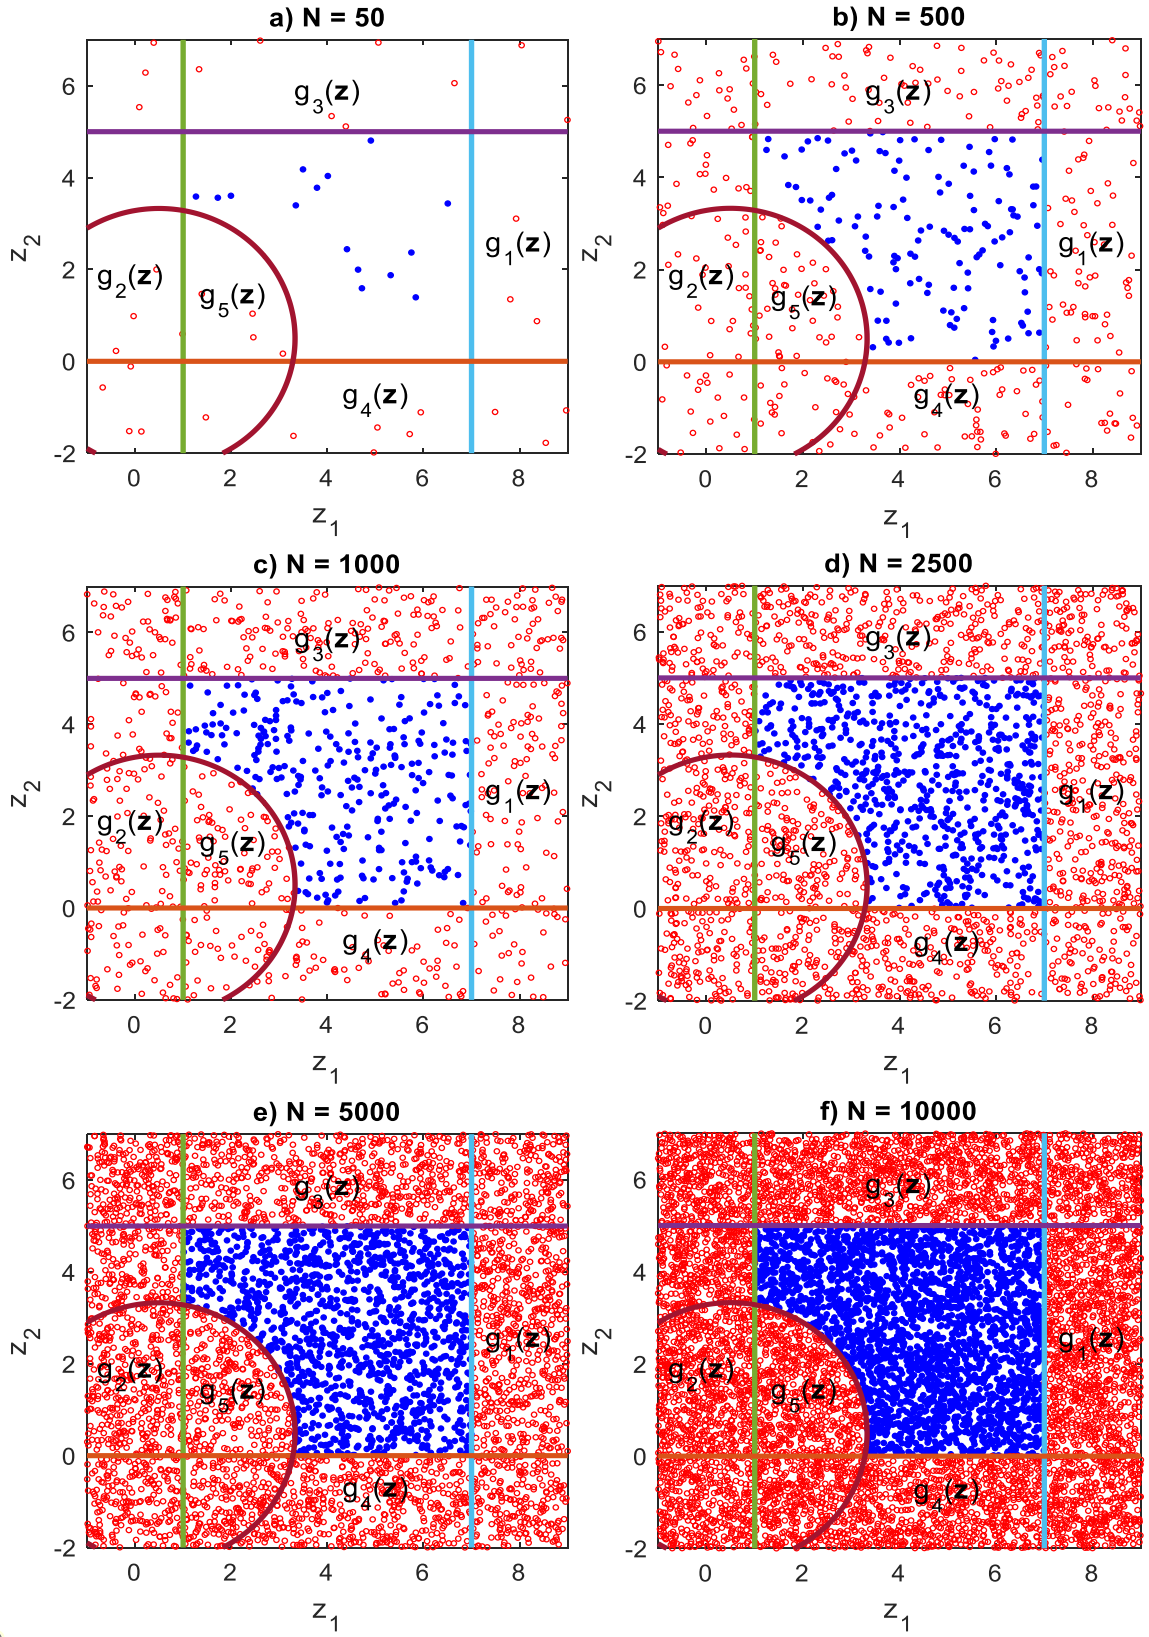 a) N = 50
6
4
2
0
-2
0 2 4 6 8
z2
z1
g3(z)
g1(z)
g2(z)
g5(z)
g4(z)
b) N = 500
6
4
2
0
-2
0 2 4 6 8
z2
z1
g3(z)
g1(z)
g2(z)
g5(z)
g4(z)
c) N = 1000
6
4
2
0
-2
0 2 4 6 8
z2
z1
g3(z)
g1(z)
g2(z)
g5(z)
g4(z)
d) N = 2500
6
4
2
0
-2
0 2 4 6 8
z2
z1
g3(z)
g1(z)
g2(z)
g5(z)
g4(z)
e) N = 5000
6
4
2
0
-2
0 2 4 6 8
z2
z1
g3(z)
g1(z)
g2(z)
g5(z)
g4(z)
f) N = 10000
6
4
2
0
-2
0 2 4 6 8
z2
z1
g3(z)
g1(z)
g2(z)
g5(z)
g4(z)